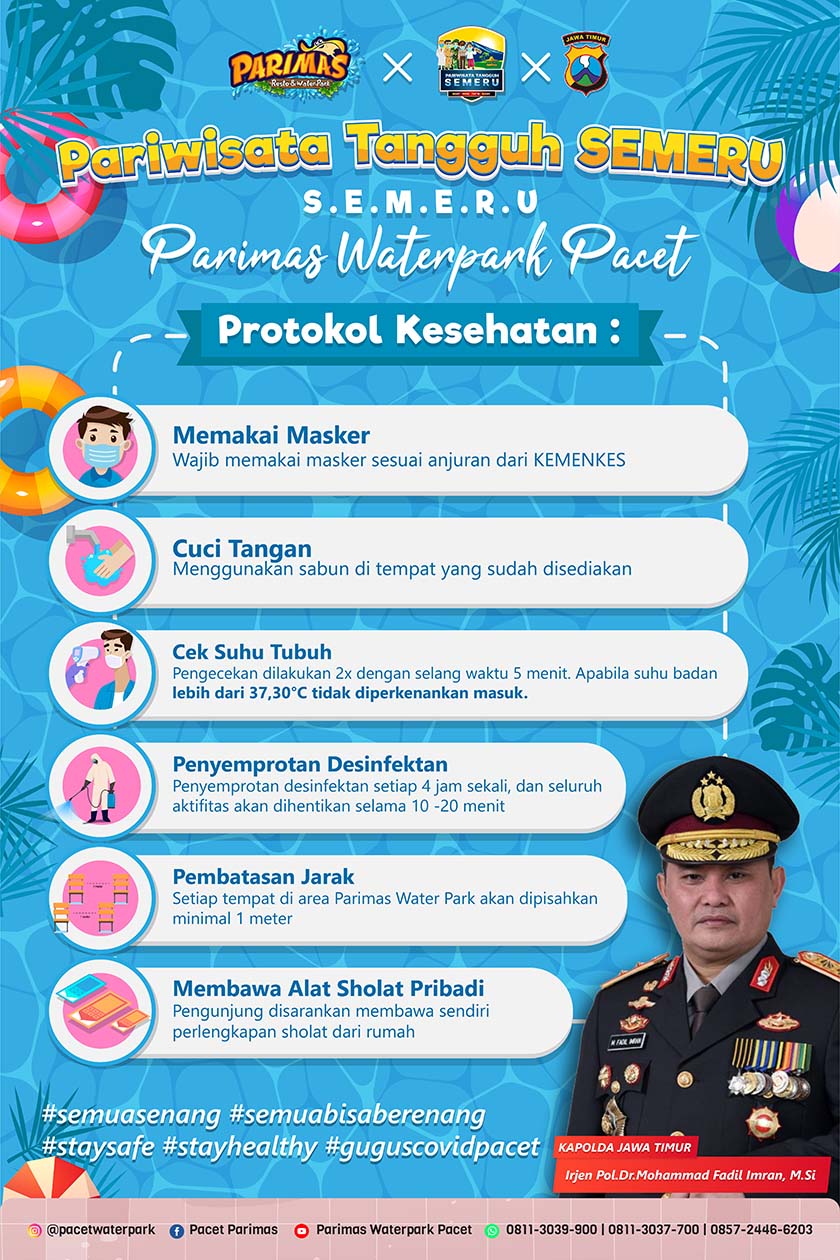 PARIMAS
Resto & WaterPark
PARIWISATA TANGGUH
SEMERU
JAWA TIMUR
Pariwisata Tangguh SEMERU
S.E.M.E.R.U
Parimas Waterpark Pacet
Protokol Kesehatan :
Memakai Masker
Wajib memakai masker sesuai anjuran dari KEMENKES
Cuci Tangan
Menggunakan sabun di tempat yang sudah disediakan
Cek Suhu Tubuh
Pengecekan dilakukan 2x dengan selang waktu 5 menit. Apabila suhu badan
lebih dari 37,30°C tidak diperkenankan masuk.
Penyemprotan Desinfektan
Penyemprotan desinfektan setiap 4 jam sekali, dan seluruh
aktifitas akan dihentikan selama 10 -20 menit
Pembatasan Jarak
Setiap tempat di area Parimas Water Park akan dipisahkan
minimal 1 meter
Membawa Alat Sholat Pribadi
Pengunjung disarankan membawa sendiri
perlengkapan sholat dari rumah
M. FADIL IMRAN
#semuasenang #semuabisaberenang
#staysafe #stayhealthy #guguscovidpacet
KAPOLDA JAWA TIMUR
Irjen Pol.Dr.Mohammad Fadil Imran, M.Si
@pacetwaterpark Pacet Parimas Parimas Waterpark Pacet 0811-3039-900 | 0811-3037-700 | 0857-2446-6203